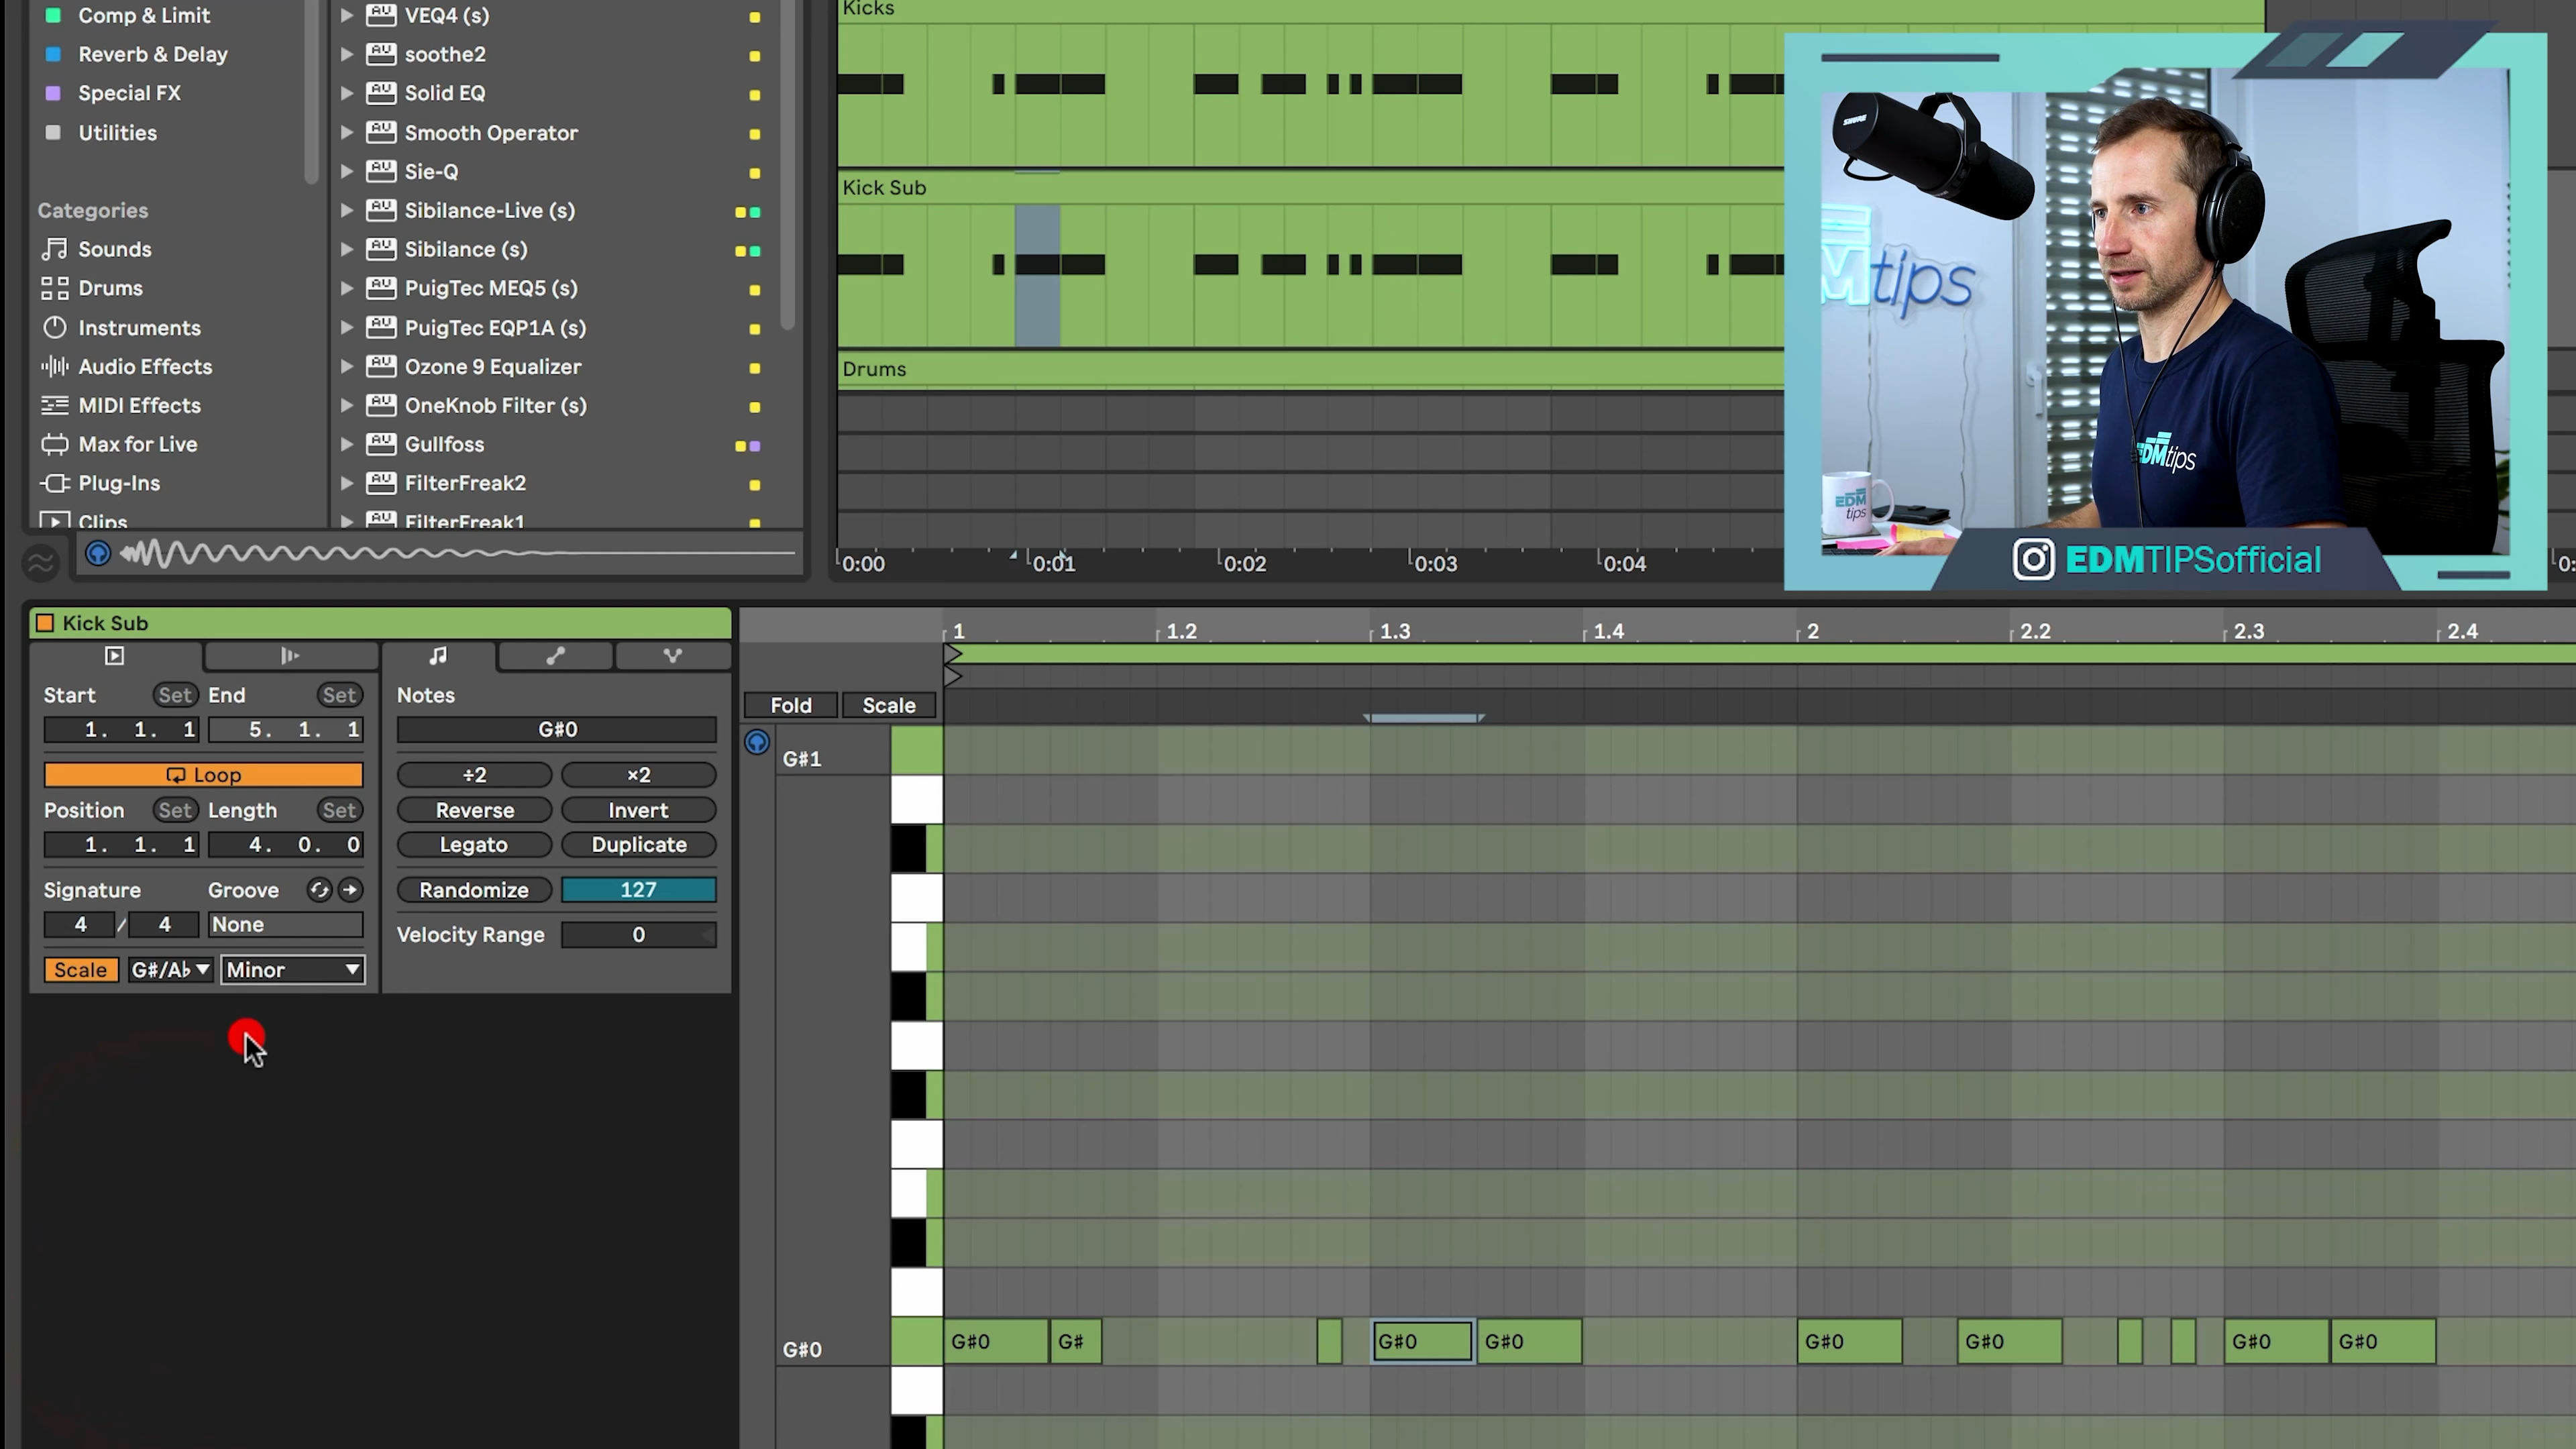 Comp & Limit
Reverb & Delay
Special FX
Utilities
Categories
Sounds
Drums
Instruments
Audio Effects
MIDI Effects
Max for Live
Plug-Ins
Clips
VEQ4 (s)
soothe2
Solid EQ
Smooth Operator
Sie-Q
Sibilance-Live (s)
Sibilance (s)
PuigTec MEQ5 (s)
PuigTec EQP1A (s)
Ozone 9 Equalizer
OneKnob Filter (s)
Gullfoss
FilterFreak2
FilterFreak1
Kicks
Kick Sub
Drums
0:00 0:01 0:02 0:03 0:04
SHURE
tips
EDMtips
EDM
tips
EDMTIPSofficial
Kick Sub
Start Set End Set
1. 1. 1 5. 1. 1
Loop
Position Set Length Set
1. 1. 1 4. 0. 0
Signature Groove
4 / 4 None
Scale G#/Ab Minor
Notes
G#0
÷2 ×2
Reverse Invert
Legato Duplicate
Randomize 127
Velocity Range 0
1 1.2 1.3 1.4 2 2.2 2.3 2.4
Fold Scale
G#1
G#0 G#0 G# G#0 G#0 G#0 G#0 G#0 G#0